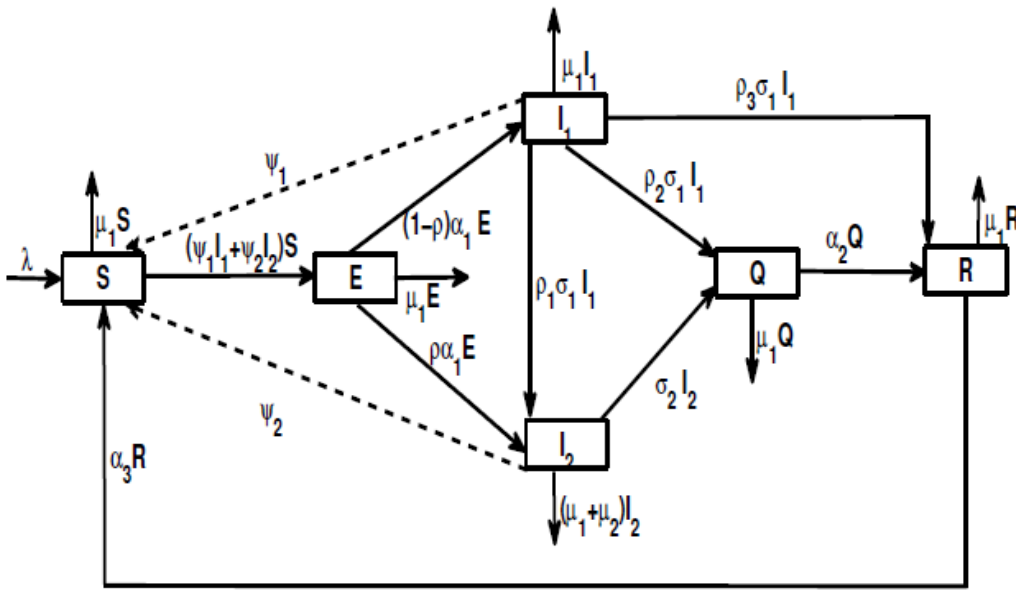 μ₁I₁
I₁
ρ₃σ₁ I₁
ψ₁
ρ₂σ₁ I₁
μ₁S
(1−ρ)α₁ E
μ₁R
(ψ₁I₁+ψ₂I₂)S
α₂Q
λ
S
E
Q
R
μ₁E
ρ₁σ₁ I₁
μ₁Q
ρα₁E
σ₂ I₂
ψ₂
I₂
α₃R
(μ₁+μ₂)I₂